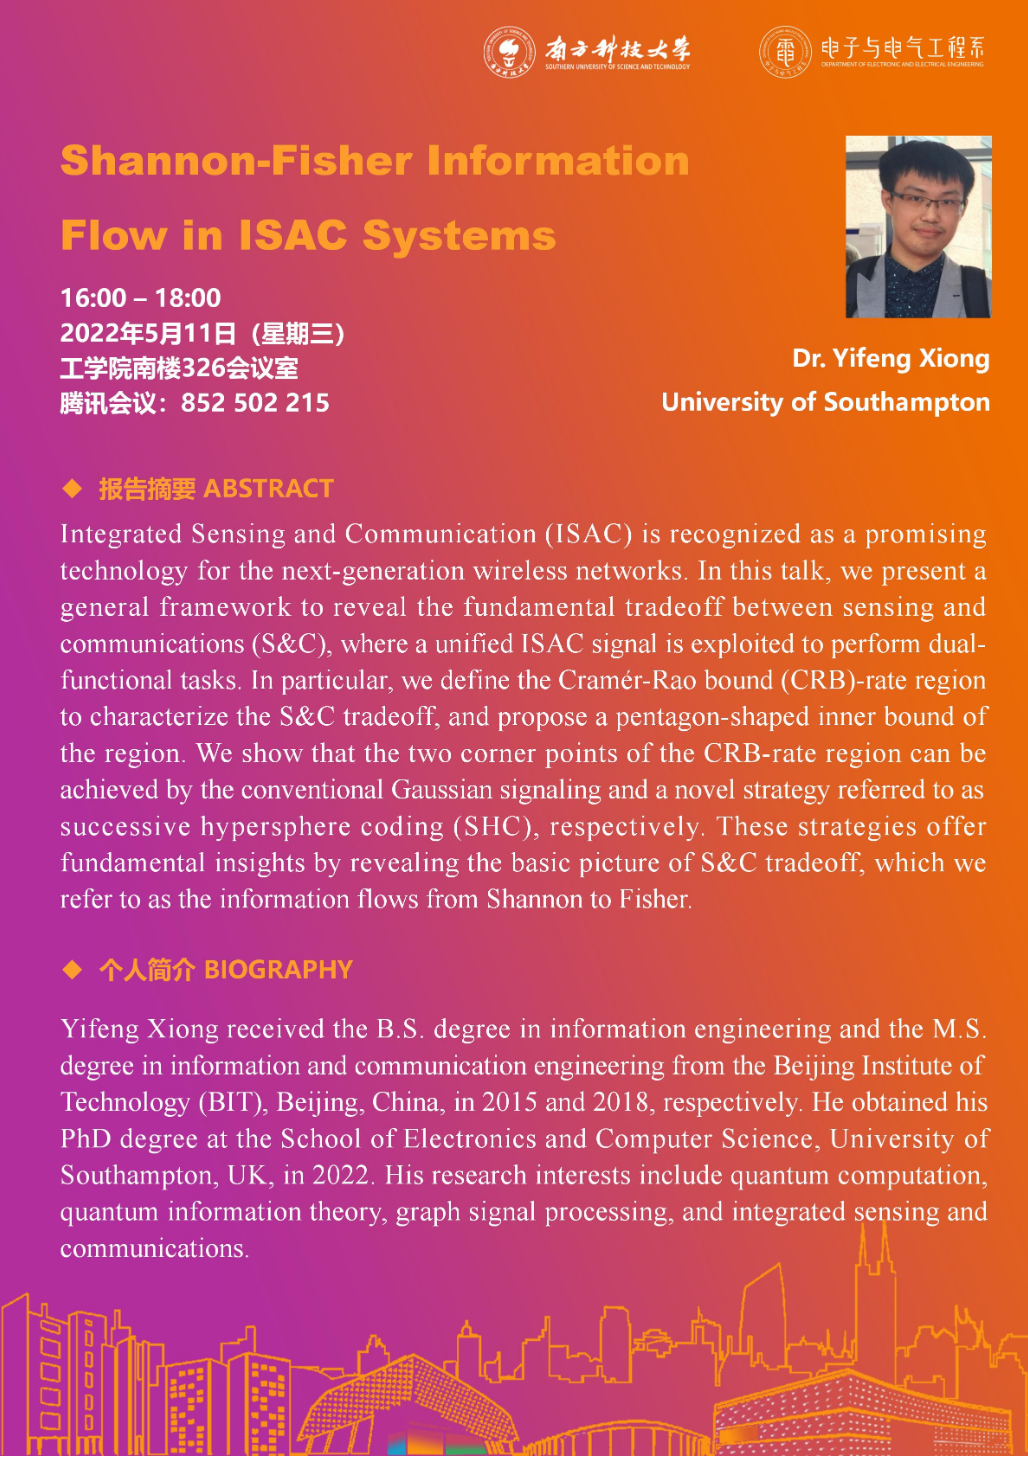 南方科技大学
SOUTHERN UNIVERSITY OF SCIENCE AND TECHNOLOGY
电子与电气工程系
DEPARTMENT OF ELECTRONIC AND ELECTRICAL ENGINEERING
Shannon-Fisher Information
Flow in ISAC Systems
16:00 – 18:00
2022年5月11日（星期三）
工学院南楼326会议室
腾讯会议：852 502 215
Dr. Yifeng Xiong
University of Southampton
◆ 报告摘要 ABSTRACT
Integrated Sensing and Communication (ISAC) is recognized as a promising
technology for the next-generation wireless networks. In this talk, we present a
general framework to reveal the fundamental tradeoff between sensing and
communications (S&C), where a unified ISAC signal is exploited to perform dual-
functional tasks. In particular, we define the Cramér-Rao bound (CRB)-rate region
to characterize the S&C tradeoff, and propose a pentagon-shaped inner bound of
the region. We show that the two corner points of the CRB-rate region can be
achieved by the conventional Gaussian signaling and a novel strategy referred to as
successive hypersphere coding (SHC), respectively. These strategies offer
fundamental insights by revealing the basic picture of S&C tradeoff, which we
refer to as the information flows from Shannon to Fisher.
◆ 个人简介 BIOGRAPHY
Yifeng Xiong received the B.S. degree in information engineering and the M.S.
degree in information and communication engineering from the Beijing Institute of
Technology (BIT), Beijing, China, in 2015 and 2018, respectively. He obtained his
PhD degree at the School of Electronics and Computer Science, University of
Southampton, UK, in 2022. His research interests include quantum computation,
quantum information theory, graph signal processing, and integrated sensing and
communications.